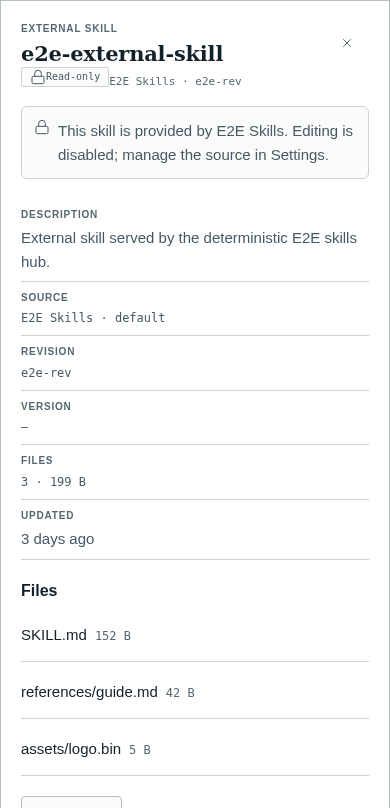 EXTERNAL SKILL
e2e-external-skill
Read-only E2E Skills · e2e-rev
This skill is provided by E2E Skills. Editing is
disabled; manage the source in Settings.
DESCRIPTION
External skill served by the deterministic E2E skills
hub.
SOURCE
E2E Skills · default
REVISION
e2e-rev
VERSION
—
FILES
3 · 199 B
UPDATED
3 days ago
Files
SKILL.md 152 B
references/guide.md 42 B
assets/logo.bin 5 B